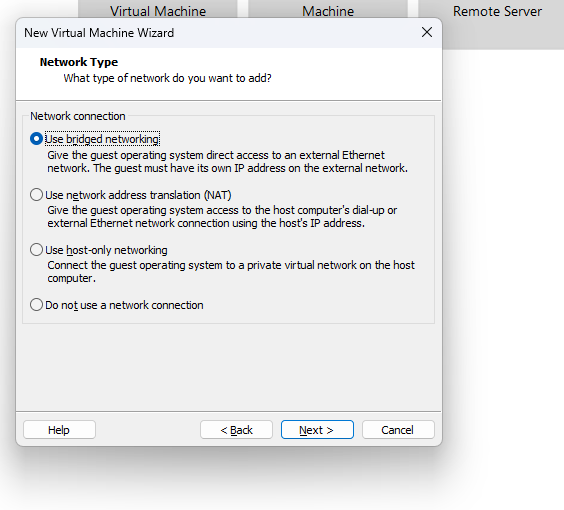 Virtual Machine
Machine
Remote Server
New Virtual Machine Wizard
Network Type
What type of network do you want to add?
Network connection
Use bridged networking
Give the guest operating system direct access to an external Ethernet
network. The guest must have its own IP address on the external network.
Use network address translation (NAT)
Give the guest operating system access to the host computer's dial-up or
external Ethernet network connection using the host's IP address.
Use host-only networking
Connect the guest operating system to a private virtual network on the host
computer.
Do not use a network connection
Help
< Back
Next >
Cancel